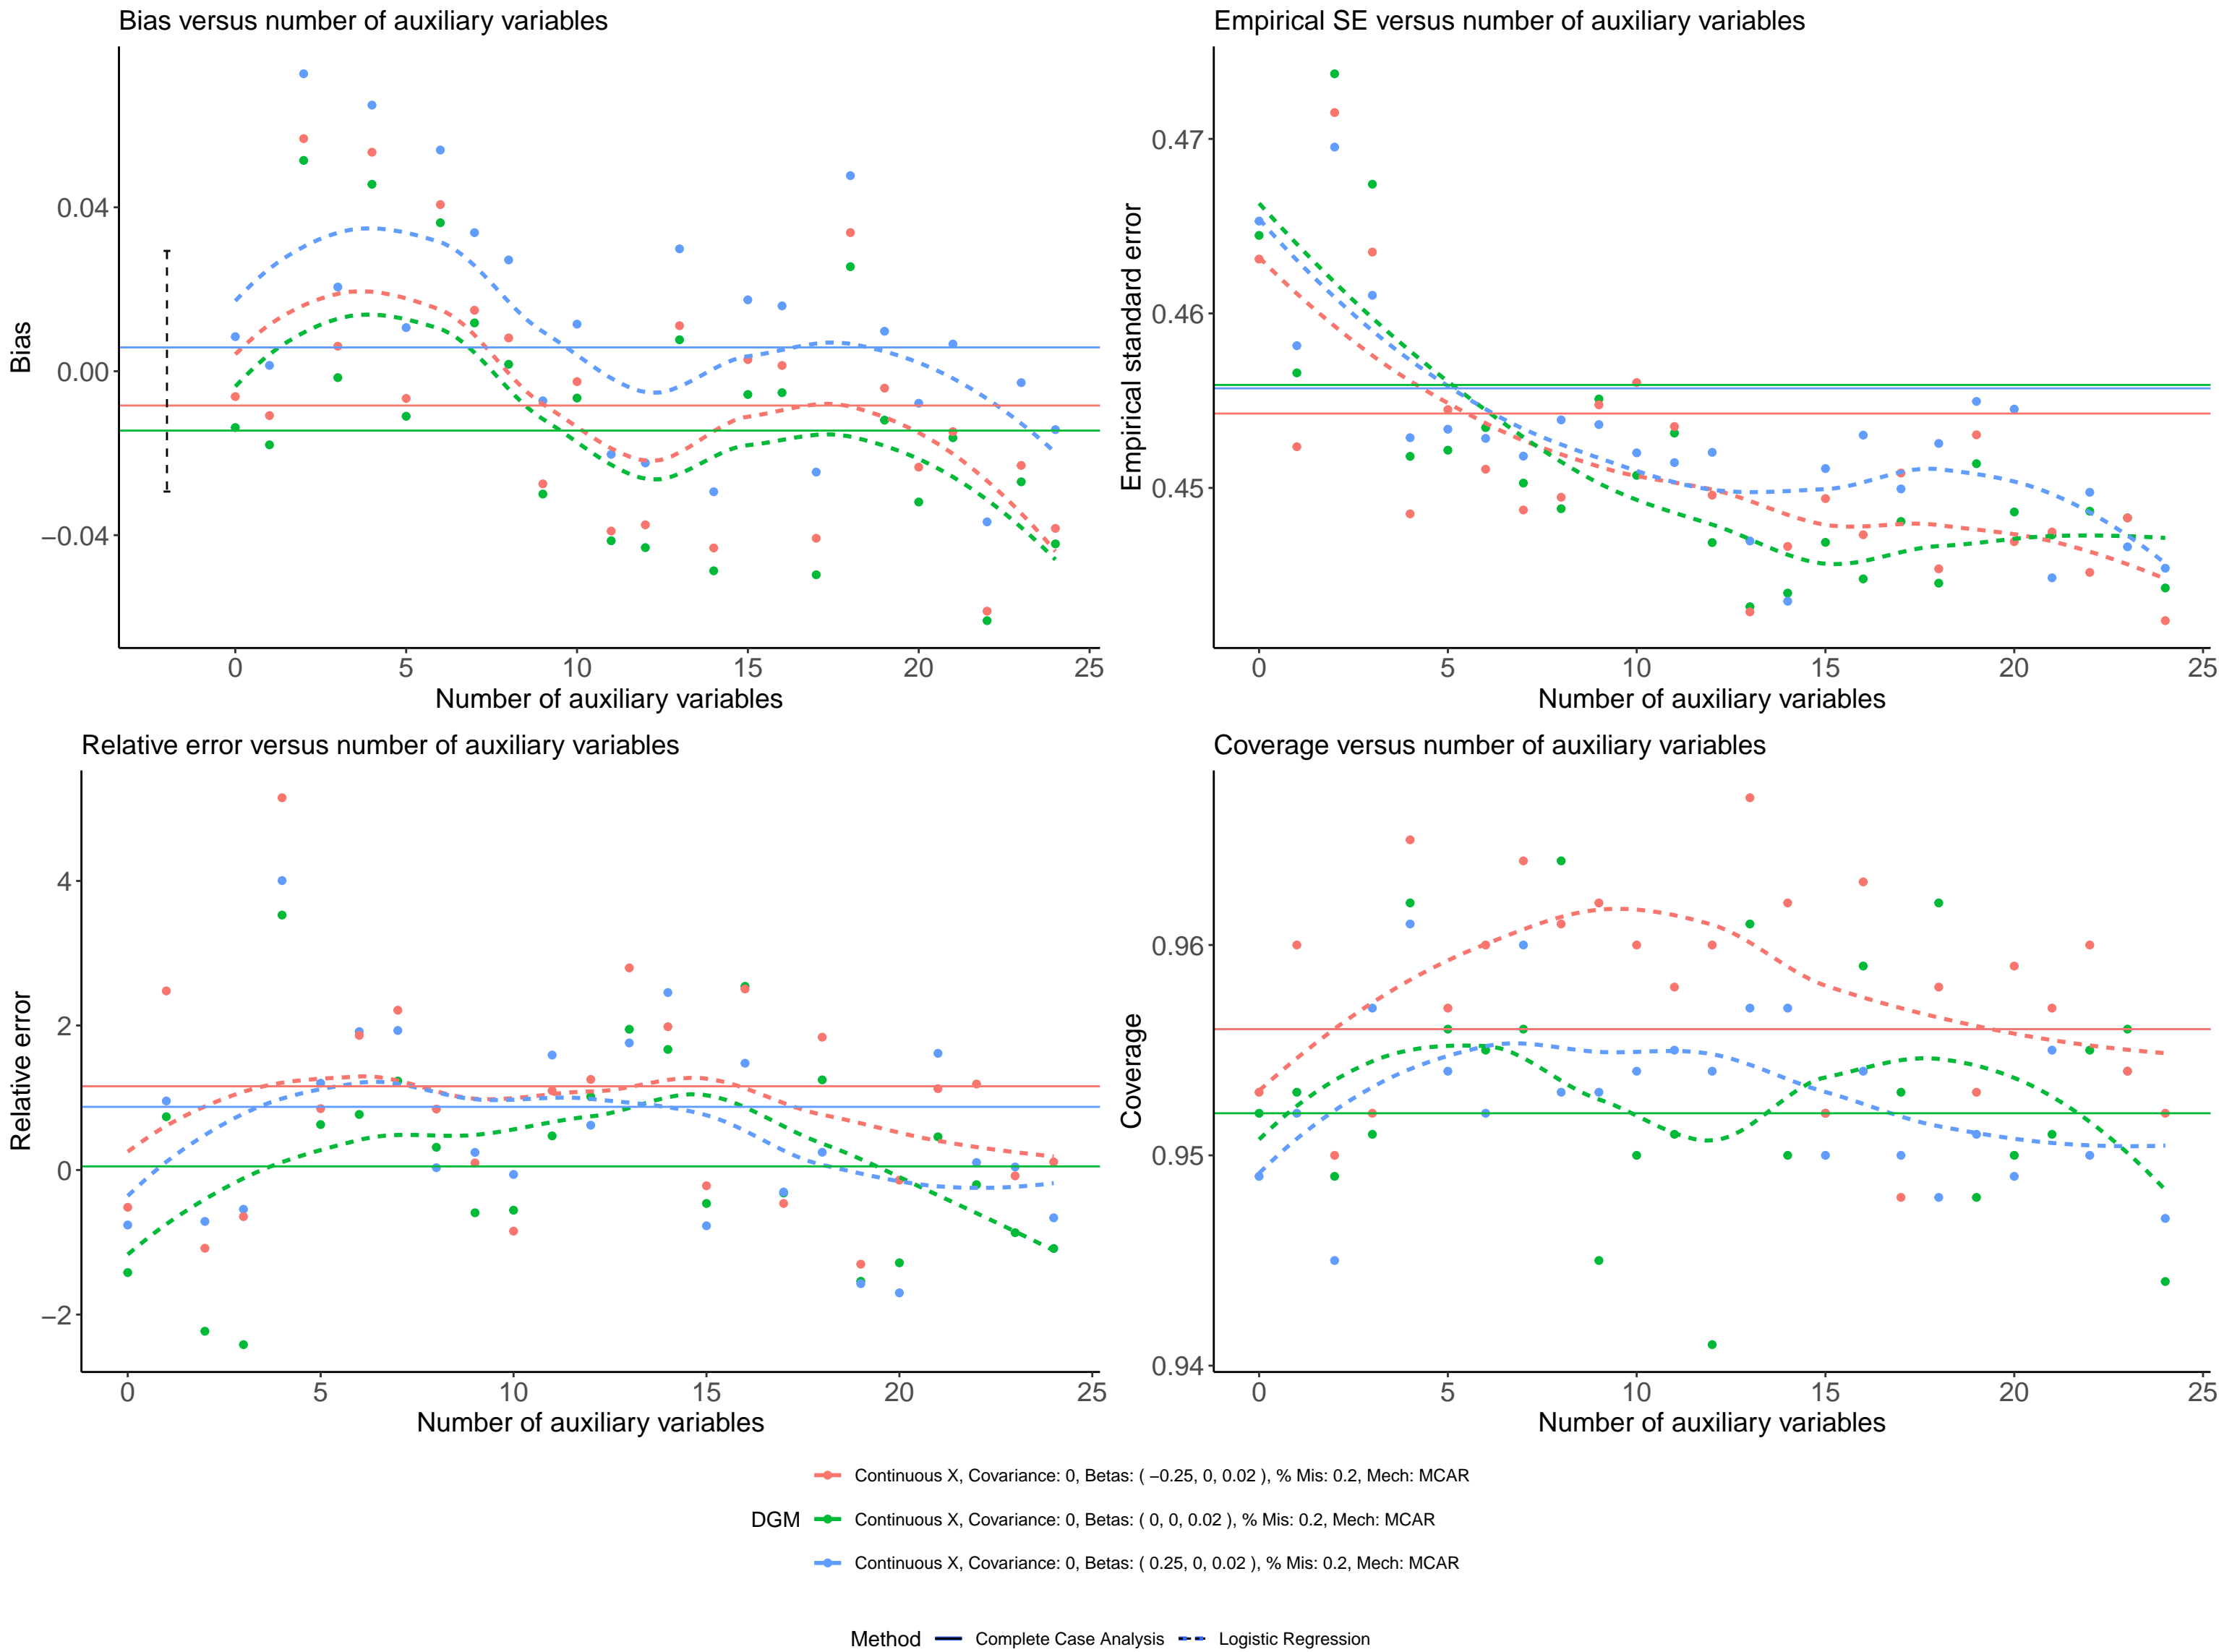 Bias versus number of auxiliary variables
Bias
0.04
0.00
−0.04
0 5 10 15 20 25
Number of auxiliary variables
Empirical SE versus number of auxiliary variables
Empirical standard error
0.47
0.46
0.45
0 5 10 15 20 25
Number of auxiliary variables
Relative error versus number of auxiliary variables
Relative error
4
2
0
−2
0 5 10 15 20 25
Number of auxiliary variables
Coverage versus number of auxiliary variables
Coverage
0.96
0.95
0.94
0 5 10 15 20 25
Number of auxiliary variables
DGM
Continuous X, Covariance: 0, Betas: ( −0.25, 0, 0.02 ), % Mis: 0.2, Mech: MCAR
Continuous X, Covariance: 0, Betas: ( 0, 0, 0.02 ), % Mis: 0.2, Mech: MCAR
Continuous X, Covariance: 0, Betas: ( 0.25, 0, 0.02 ), % Mis: 0.2, Mech: MCAR
Method Complete Case Analysis Logistic Regression